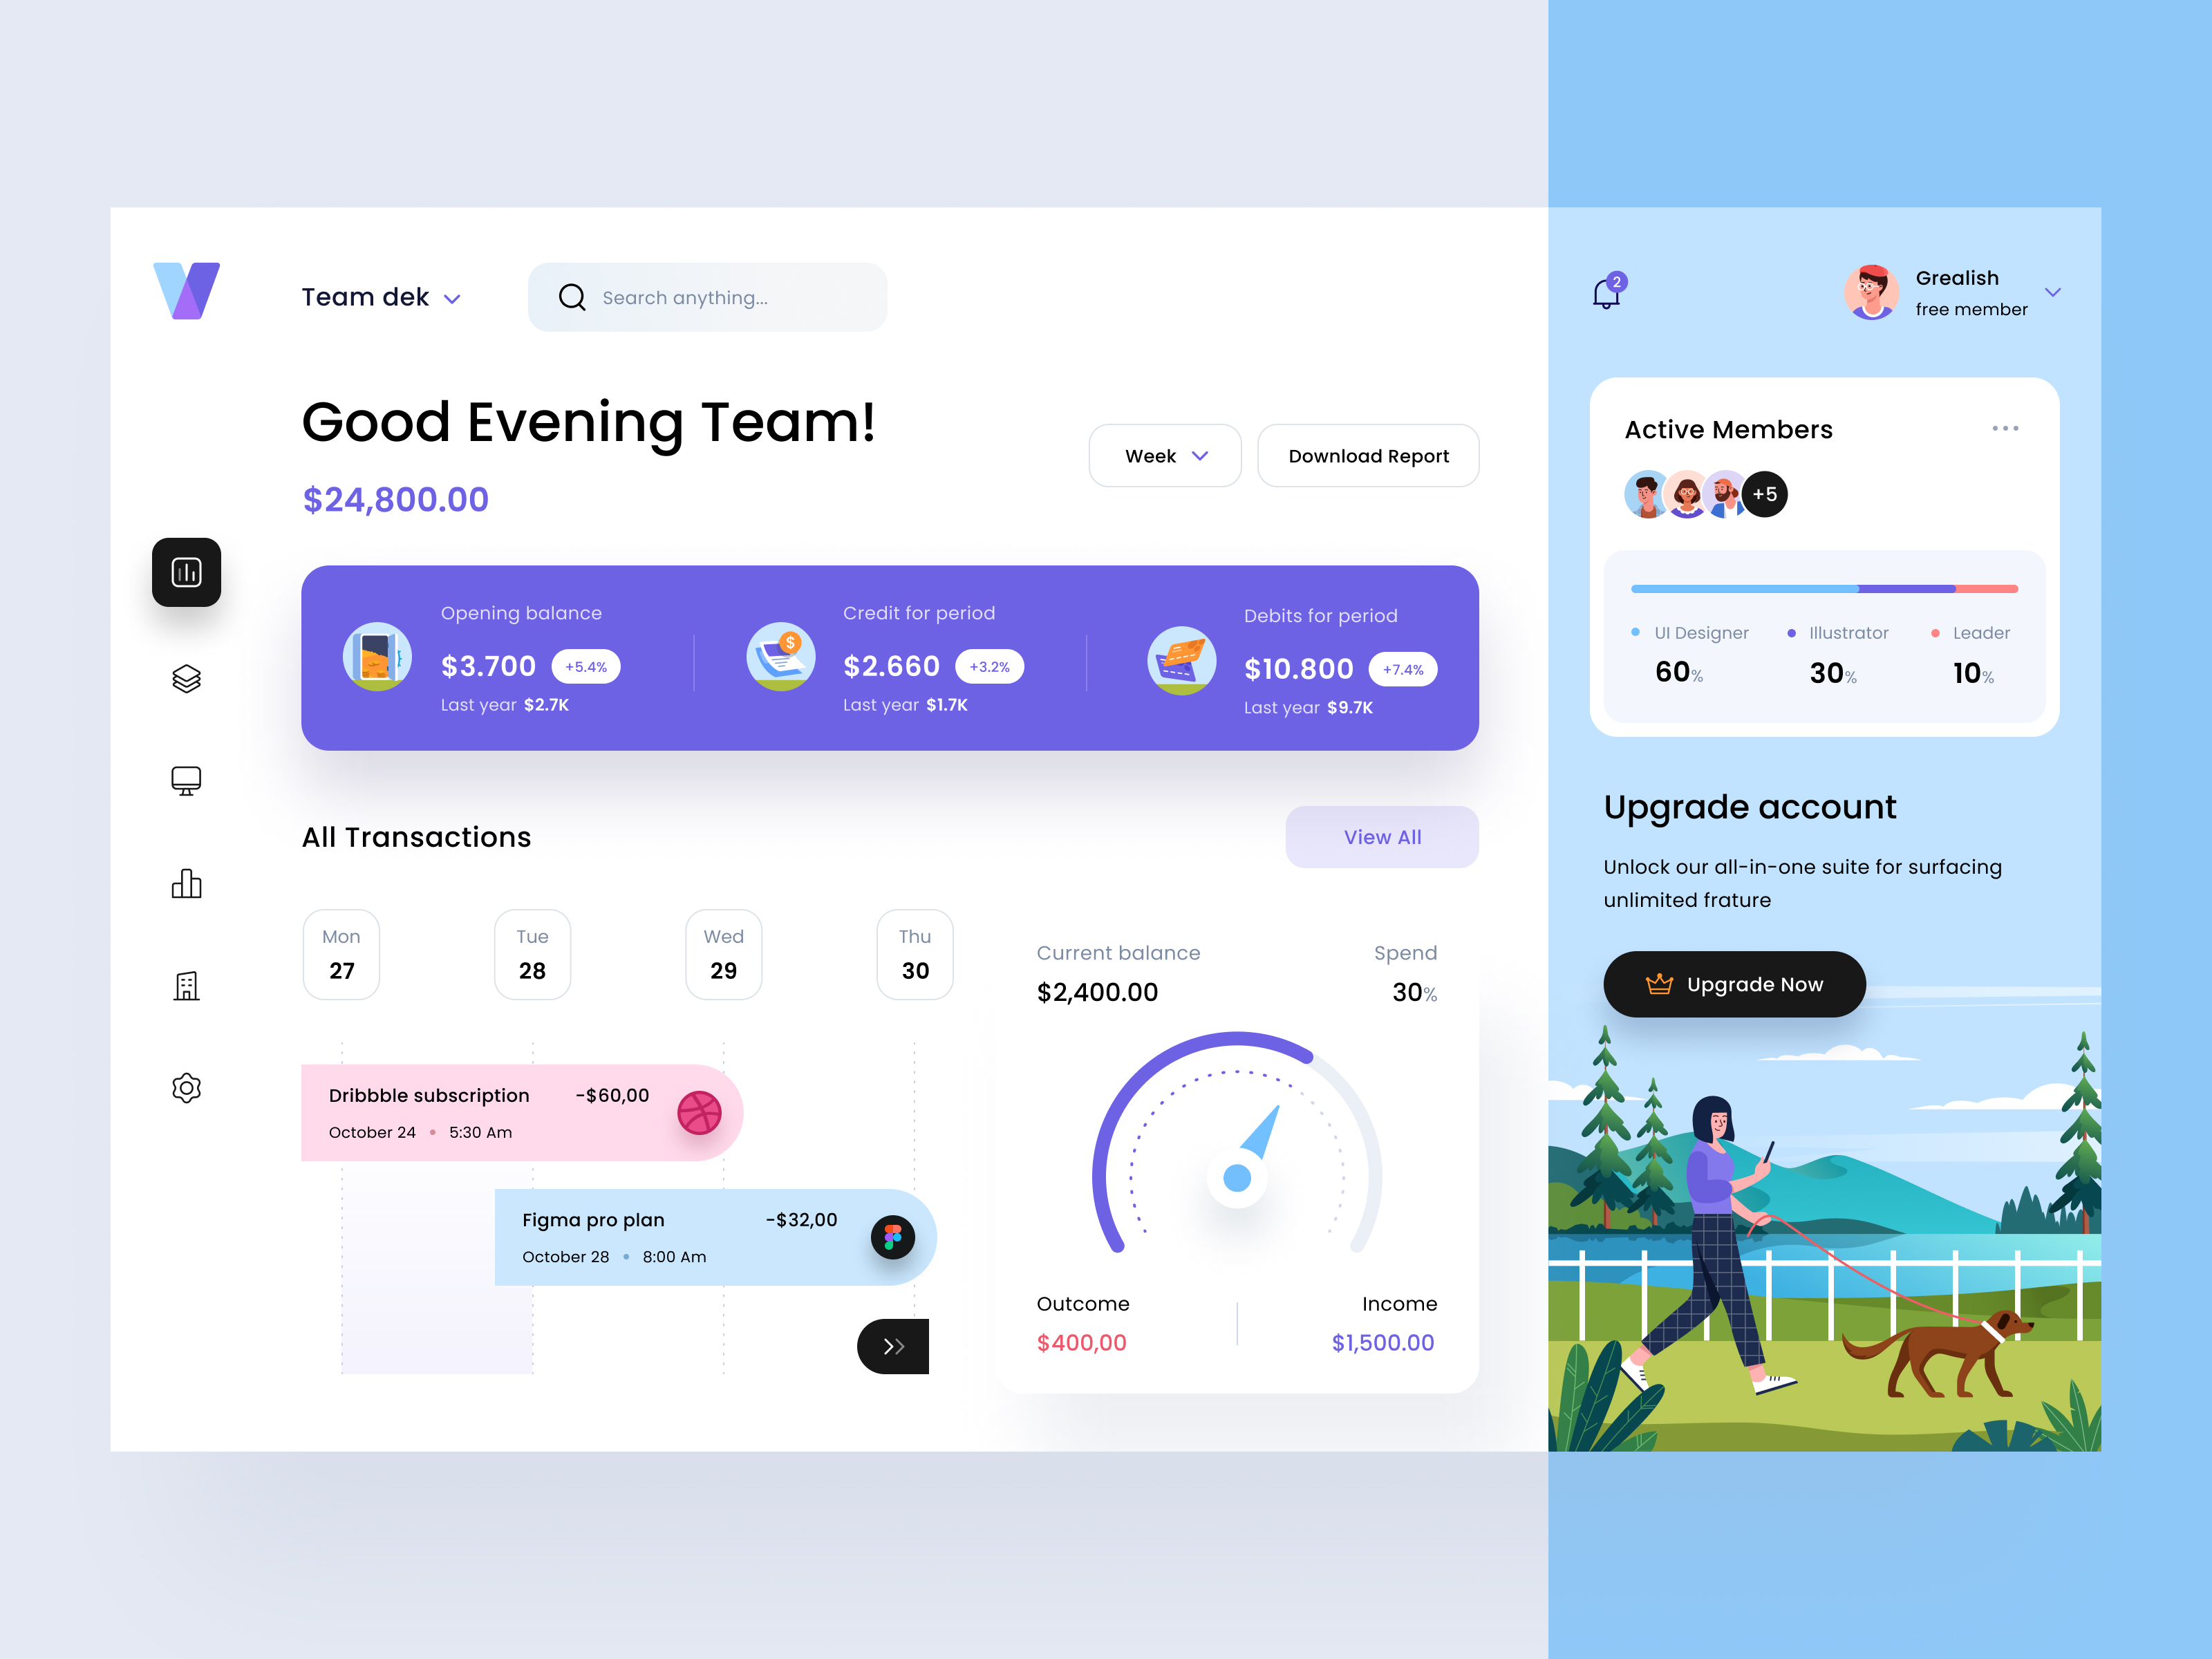 Team dek
Search anything...
2
Grealish
free member
Good Evening Team!
$24,800.00
Week
Download Report
Opening balance
$3.700 +5.4%
Last year $2.7K
$
Credit for period
$2.660 +3.2%
Last year $1.7K
Debits for period
$10.800 +7.4%
Last year $9.7K
All Transactions
View All
Mon
27
Tue
28
Wed
29
Thu
30
Dribbble subscription -$60,00
October 24 • 5:30 Am
Figma pro plan -$32,00
October 28 • 8:00 Am
Current balance
$2,400.00
Spend
30%
Outcome
$400,00
Income
$1,500.00
Active Members
+5
UI Designer
60%
Illustrator
30%
Leader
10%
Upgrade account
Unlock our all-in-one suite for surfacing
unlimited frature
Upgrade Now